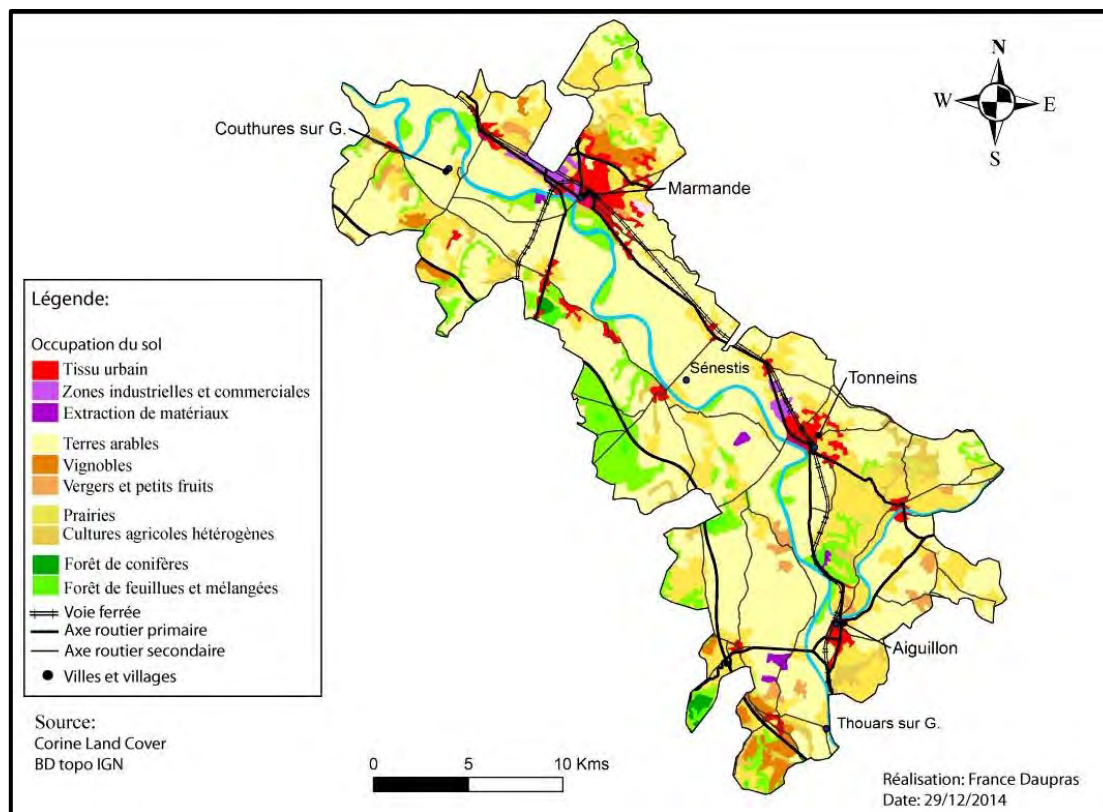 N
W
E
S
Couthures sur G.
Marmande
Sénestis
Tonneins
Aiguillon
Thouars sur G.
Légende:
Occupation du sol
Tissu urbain
Zones industrielles et commerciales
Extraction de matériaux
Terres arables
Vignobles
Vergers et petits fruits
Prairies
Cultures agricoles hétérogènes
Forêt de conifères
Forêt de feuillues et mélangées
Voie ferrée
Axe routier primaire
Axe routier secondaire
Villes et villages
Source:
Corine Land Cover
BD topo IGN
0 5 10 Kms
Réalisation: France Daupras
Date: 29/12/2014